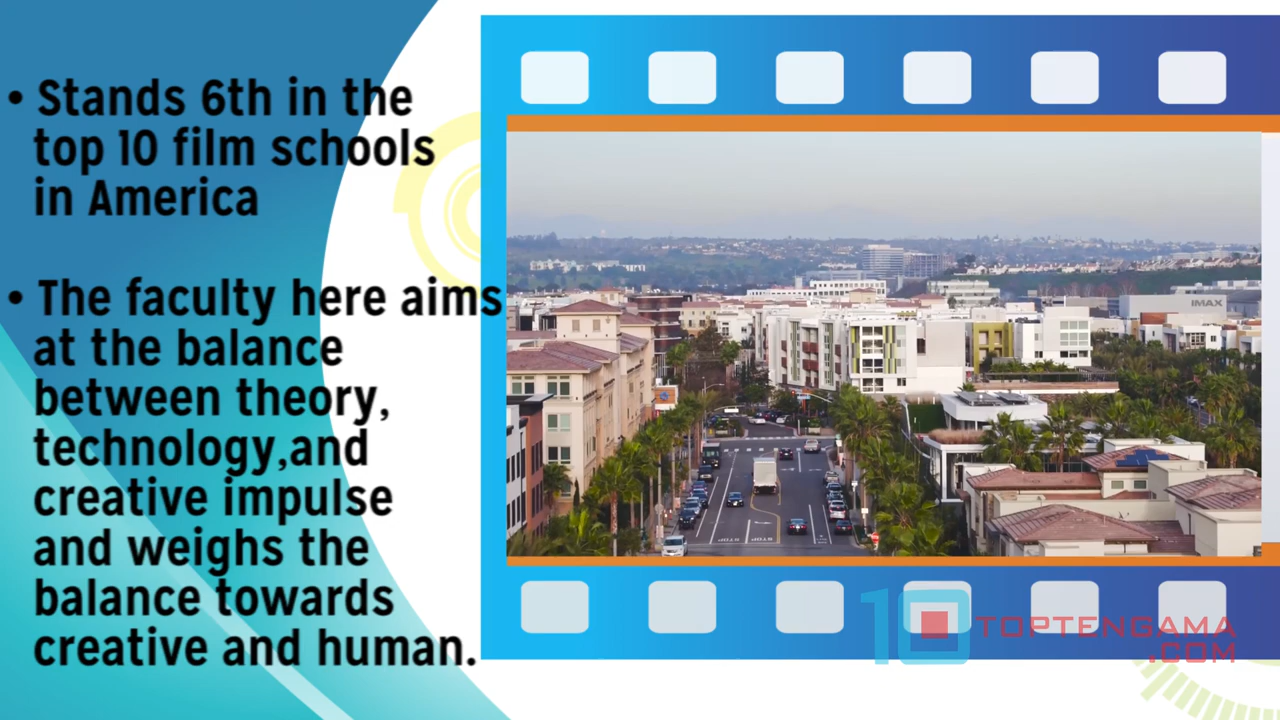 • Stands 6th in the
top 10 film schools
in America
• The faculty here aims
at the balance
between theory,
technology,and
creative impulse
and weighs the
balance towards
creative and human.
IMAX
10 TOPTENGAMA
.COM